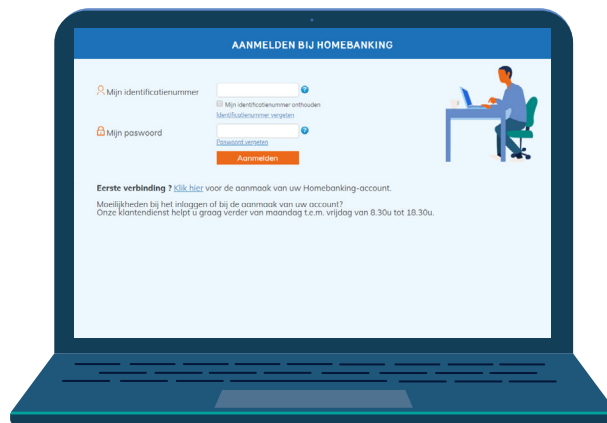 AANMELDEN BIJ HOMEBANKING
Mijn identificatienummer
Mijn identificatienummer onthouden
Identificatienummer vergeten
Mijn paswoord
Paswoord vergeten
Aanmelden
Eerste verbinding ? Klik hier voor de aanmaak van uw Homebanking-account.
Moeilijkheden bij het inloggen of bij de aanmaak van uw account?
Onze klantendienst helpt u graag verder van maandag t.e.m. vrijdag van 8.30u tot 18.30u.